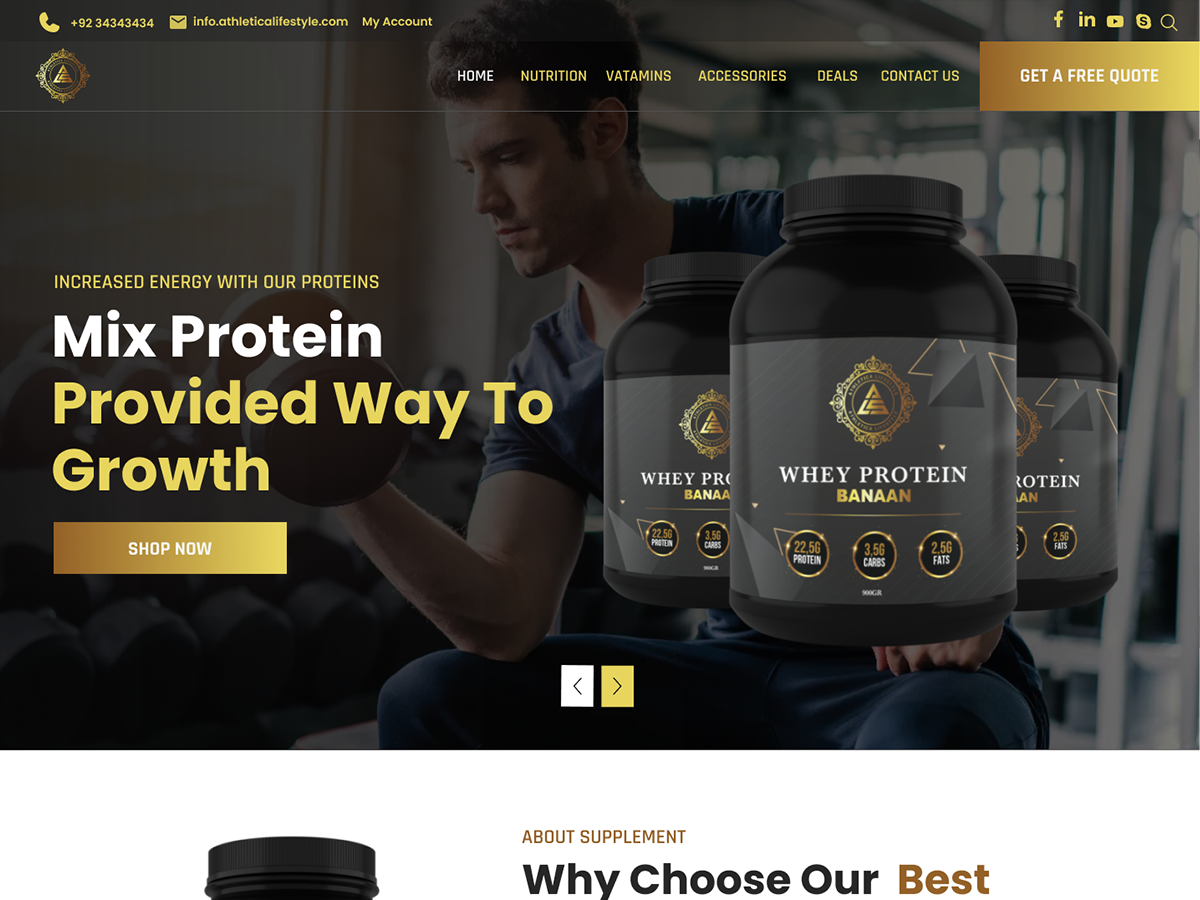 +92 34343434
info.athleticalifestyle.com
My Account
HOME
NUTRITION
VATAMINS
ACCESSORIES
DEALS
CONTACT US
GET A FREE QUOTE
INCREASED ENERGY WITH OUR PROTEINS
Mix Protein
Provided Way To
Growth
SHOP NOW
WHEY PRO
BANAA
22,5G
PROTEIN
3,5G
CARBS
900GR
WHEY PROTEIN
BANAAN
22,5G
PROTEIN
3,5G
CARBS
2,5G
FATS
900GR
ROTEIN
AN
2,5G
FATS
ABOUT SUPPLEMENT
Why Choose Our Best